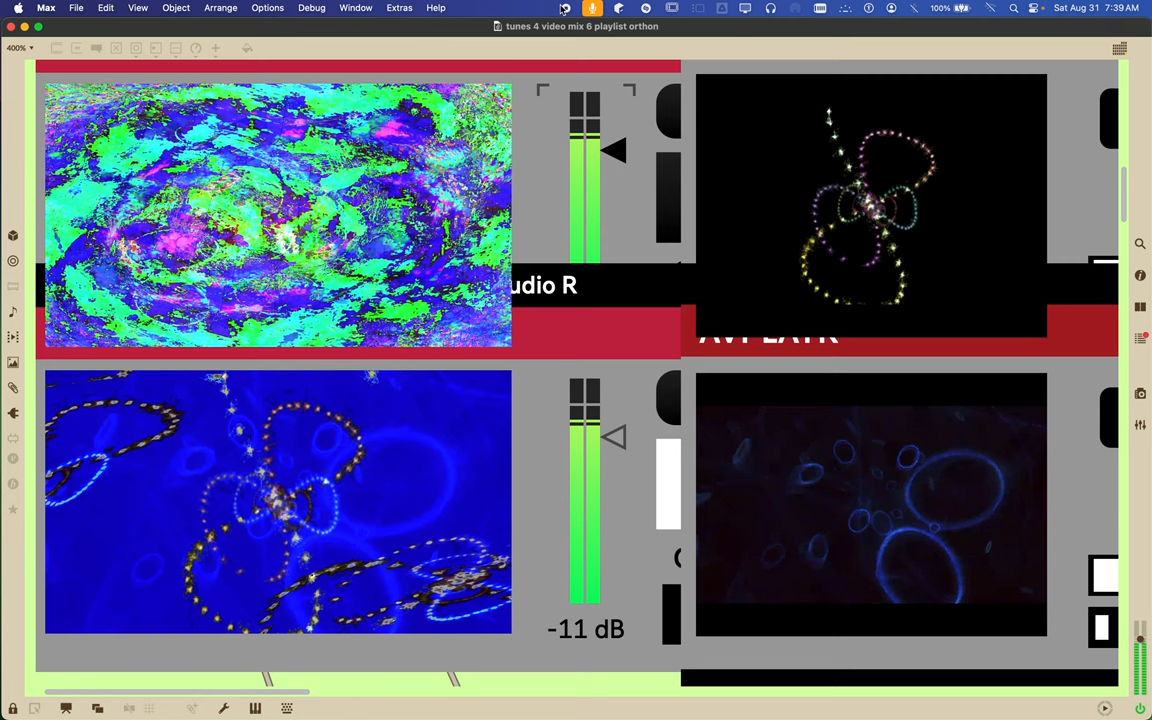 Max File Edit View Object Arrange Options Debug Window Extras Help 100% Sat Aug 31 7:39 AM
tunes 4 video mix 6 playlist orthon
400%
udio R
-11 dB